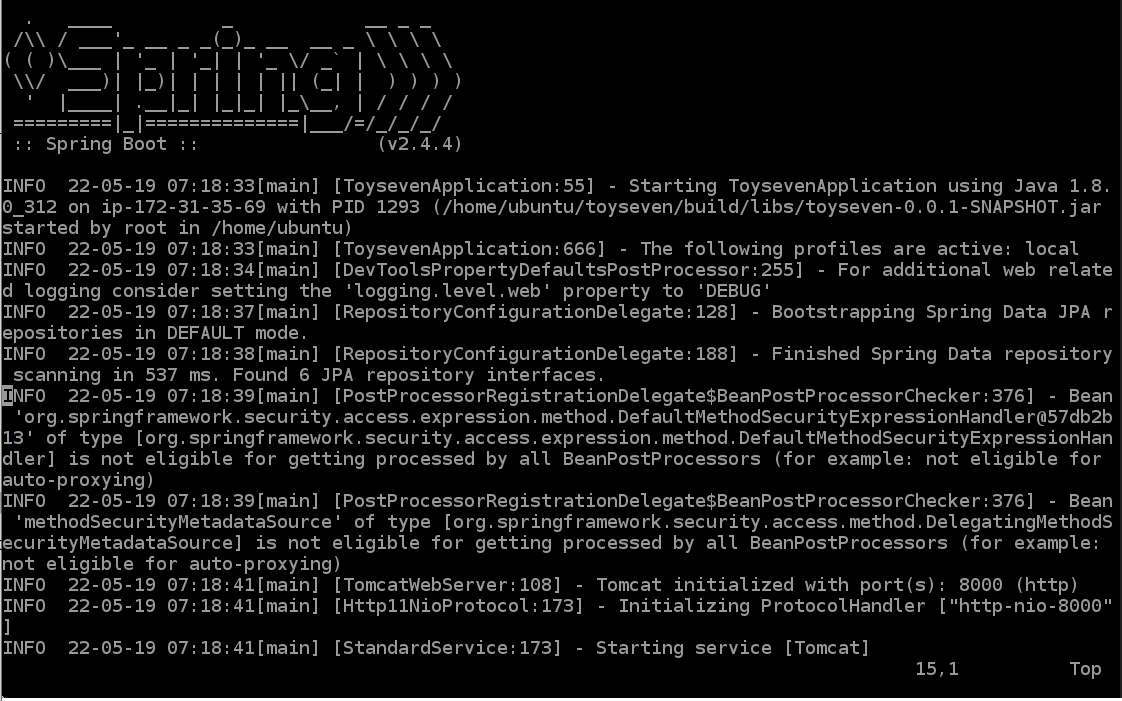 .   ____          _            __ _ _
 /\\ / ___'_ __ _ _(_)_ __  __ _ \ \ \ \
( ( )\___ | '_ | '_| | '_ \/ _` | \ \ \ \
 \\/  ___)| |_)| | | | | || (_| |  ) ) ) )
  '  |____| .__|_| |_|_| |_\__, | / / / /
 =========|_|==============|___/=/_/_/_/
 :: Spring Boot ::                (v2.4.4)
INFO  22-05-19 07:18:33[main] [ToysevenApplication:55] - Starting ToysevenApplication using Java 1.8.
0_312 on ip-172-31-35-69 with PID 1293 (/home/ubuntu/toyseven/build/libs/toyseven-0.0.1-SNAPSHOT.jar
started by root in /home/ubuntu)
INFO  22-05-19 07:18:33[main] [ToysevenApplication:666] - The following profiles are active: local
INFO  22-05-19 07:18:34[main] [DevToolsPropertyDefaultsPostProcessor:255] - For additional web relate
d logging consider setting the 'logging.level.web' property to 'DEBUG'
INFO  22-05-19 07:18:37[main] [RepositoryConfigurationDelegate:128] - Bootstrapping Spring Data JPA r
epositories in DEFAULT mode.
INFO  22-05-19 07:18:38[main] [RepositoryConfigurationDelegate:188] - Finished Spring Data repository
 scanning in 537 ms. Found 6 JPA repository interfaces.
INFO  22-05-19 07:18:39[main] [PostProcessorRegistrationDelegate$BeanPostProcessorChecker:376] - Bean
 'org.springframework.security.access.expression.method.DefaultMethodSecurityExpressionHandler@57db2b
13' of type [org.springframework.security.access.expression.method.DefaultMethodSecurityExpressionHan
dler] is not eligible for getting processed by all BeanPostProcessors (for example: not eligible for
auto-proxying)
INFO  22-05-19 07:18:39[main] [PostProcessorRegistrationDelegate$BeanPostProcessorChecker:376] - Bean
 'methodSecurityMetadataSource' of type [org.springframework.security.access.method.DelegatingMethodS
ecurityMetadataSource] is not eligible for getting processed by all BeanPostProcessors (for example:
not eligible for auto-proxying)
INFO  22-05-19 07:18:41[main] [TomcatWebServer:108] - Tomcat initialized with port(s): 8000 (http)
INFO  22-05-19 07:18:41[main] [Http11NioProtocol:173] - Initializing ProtocolHandler ["http-nio-8000"
]
INFO  22-05-19 07:18:41[main] [StandardService:173] - Starting service [Tomcat]
15,1          Top